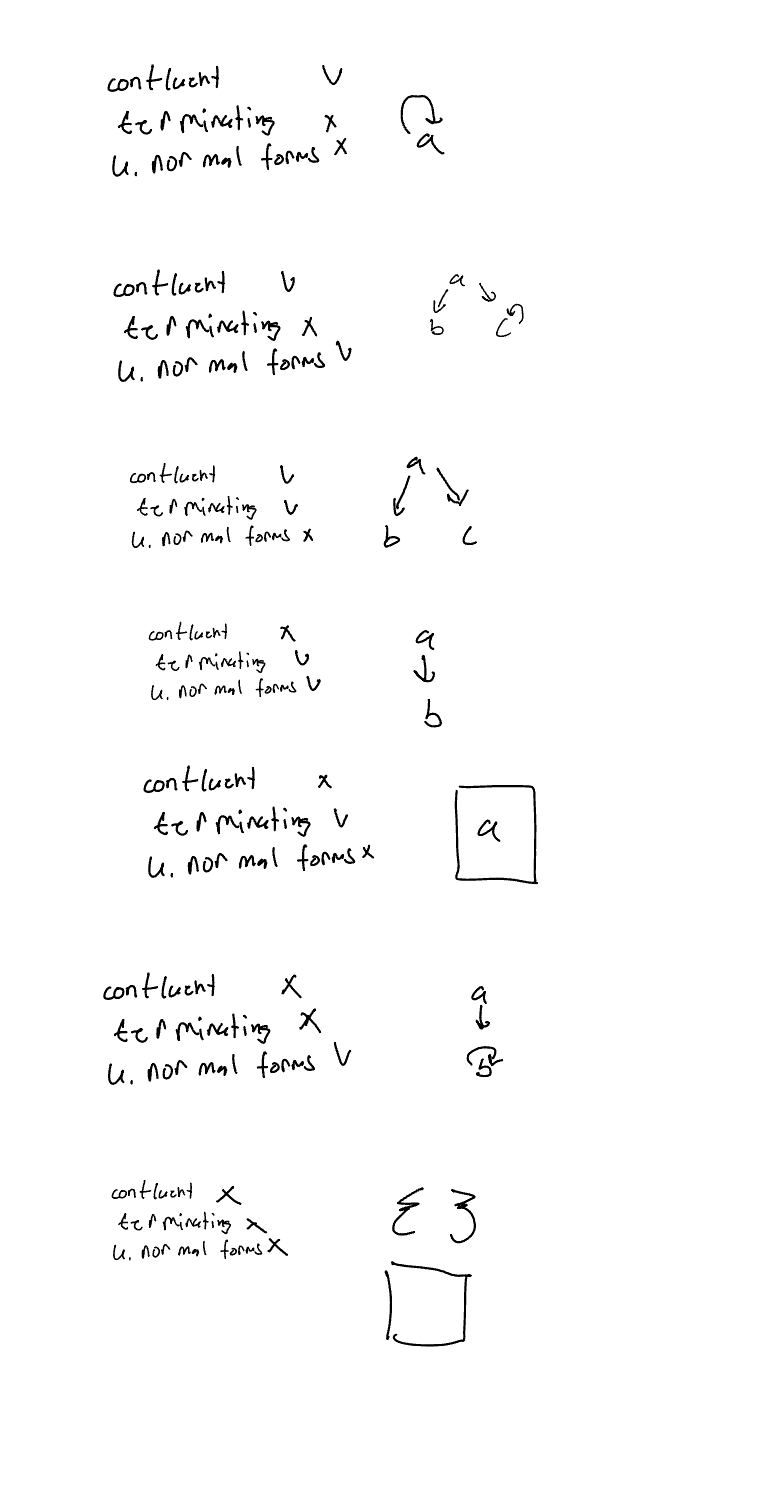 confluent V
terminating x
u. normal forms x
a
confluent V
terminating x
u. normal forms V
a
b c
confluent V
terminating V
u. normal forms x
a
b c
confluent x
terminating V
u. normal forms V
a
b
confluent x
terminating V
u. normal forms x
a
confluent x
terminating x
u. normal forms V
a
b
confluent x
terminating x
u. normal forms x
{ }